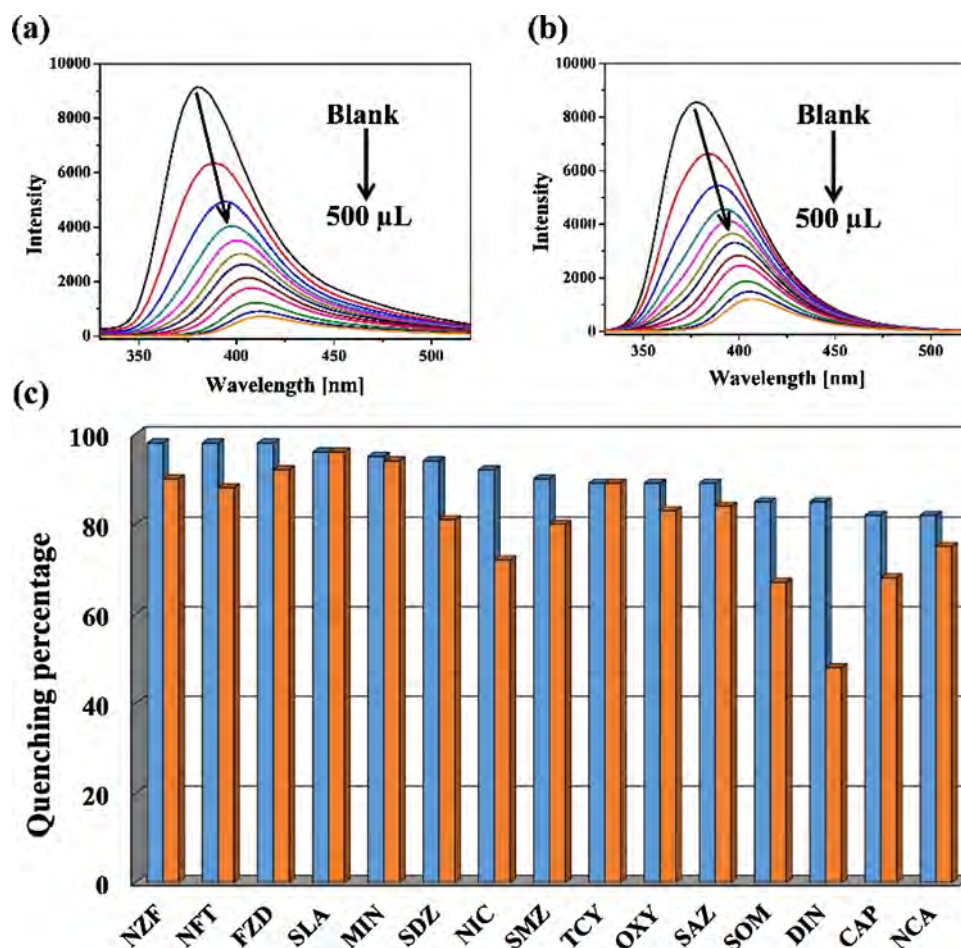 (a)
10000
8000
6000
4000
2000
0
Intensity
Blank
500 µL
350
400
450
500
Wavelength [nm]
(b)
10000
8000
6000
4000
2000
0
Intensity
Blank
500 µL
350
400
450
500
Wavelength [nm]
(c)
100
80
60
40
20
0
Quenching percentage
NZF
NFT
FZD
SLA
MIN
SDZ
NIC
SMZ
TCY
OXY
SAZ
SOM
DIN
CAP
NCA